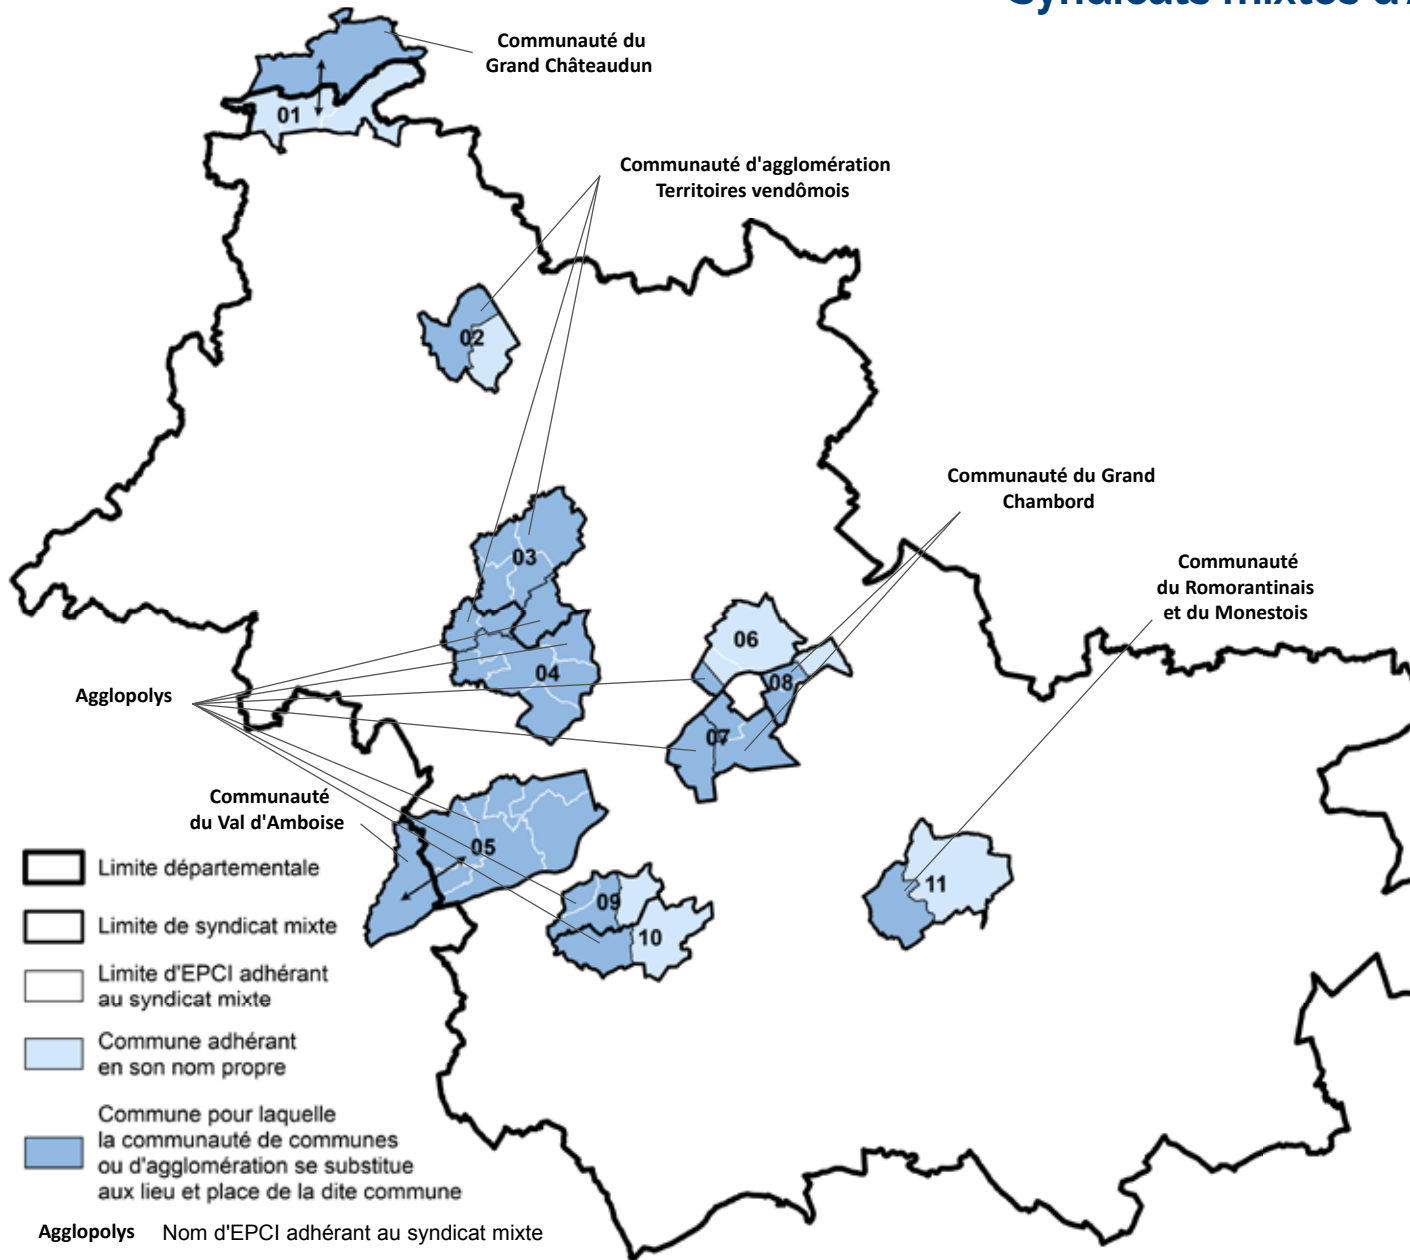 Syndicats mixtes d'
Communauté du
Grand Châteaudun
01
Communauté d'agglomération
Territoires vendômois
02
Communauté du Grand
Chambord
03
Communauté
du Romorantinais
et du Monestois
06
04
08
Agglopolys
07
Communauté
du Val d'Amboise
05
11
09
10
Limite départementale
Limite de syndicat mixte
Limite d'EPCI adhérant
au syndicat mixte
Commune adhérant
en son nom propre
Commune pour laquelle
la communauté de communes
ou d'agglomération se substitue
aux lieu et place de la dite commune
Agglopolys Nom d'EPCI adhérant au syndicat mixte